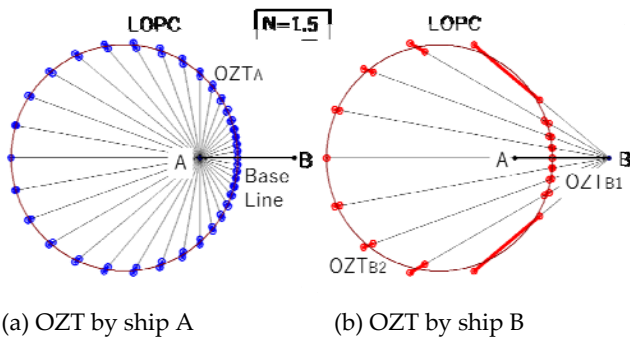 LOPC
N=1.5
LOPC
OZTA
A
B
Base
Line
A
B
OZTB1
OZTB2
(a) OZT by ship A
(b) OZT by ship B